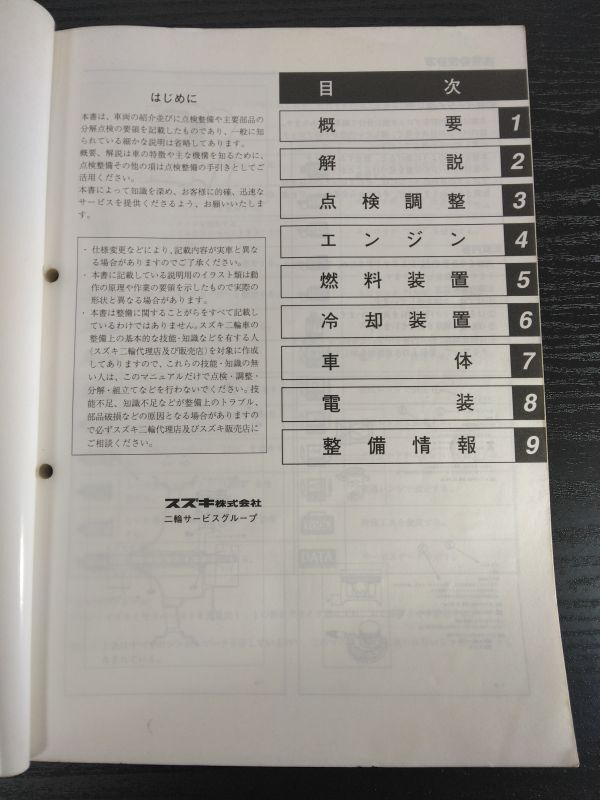 はじめに
本書は、車両の紹介並びに点検整備や主要部品の
分解点検の要領を記載したものであり、一般に知
られている細かな説明は省略してあります。
概要、解説は車の特徴や主な機構を知るために、
点検整備その他の項は点検整備の手引きとしてご
活用ください。
本書によって知識を深め、お客様に的確、迅速な
サービスを提供くださるよう、お願いいたしま
す。
・仕様変更などにより、記載内容が実車と異な
る場合がありますのでご了承ください。
・本書に記載している説明用のイラスト類は動
作の原理や作業の要領を示したもので実際の
形状と異なる場合があります。
・本書は整備に関することがらをすべて記載し
ているわけではありません。スズキ二輪車の
整備上の基本的な技能・知識などを有する人
(スズキ二輪代理店及び販売店)を対象に作成
してありますので、これらの技能・知識の無
い人は、このマニュアルだけで点検・調整・
分解・組立てなどを行わないでください。技
能不足、知識不足などが整備上のトラブル、
部品破損などの原因となる場合がありますの
で必ずスズキ二輪代理店及びスズキ販売店に
ご相談ください。
スズキ株式会社
二輪サービスグループ
目次
概要 1
解説 2
点検調整 3
エンジン 4
燃料装置 5
冷却装置 6
車体 7
電装 8
整備情報 9